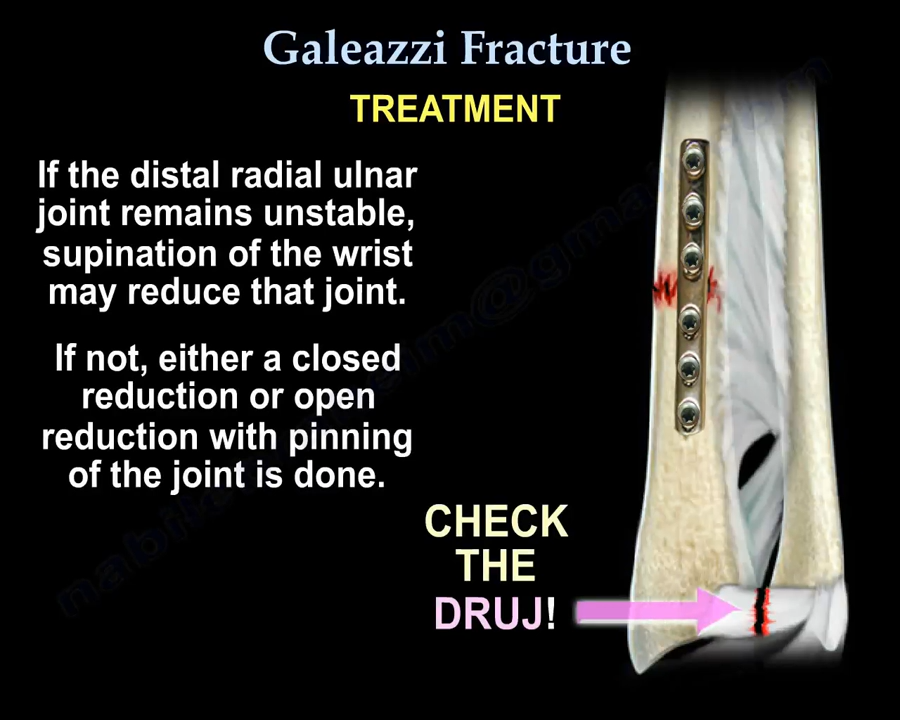 Galeazzi Fracture
TREATMENT
If the distal radial ulnar
joint remains unstable,
supination of the wrist
may reduce that joint.
If not, either a closed
reduction or open
reduction with pinning
of the joint is done.
CHECK
THE
DRUJ!